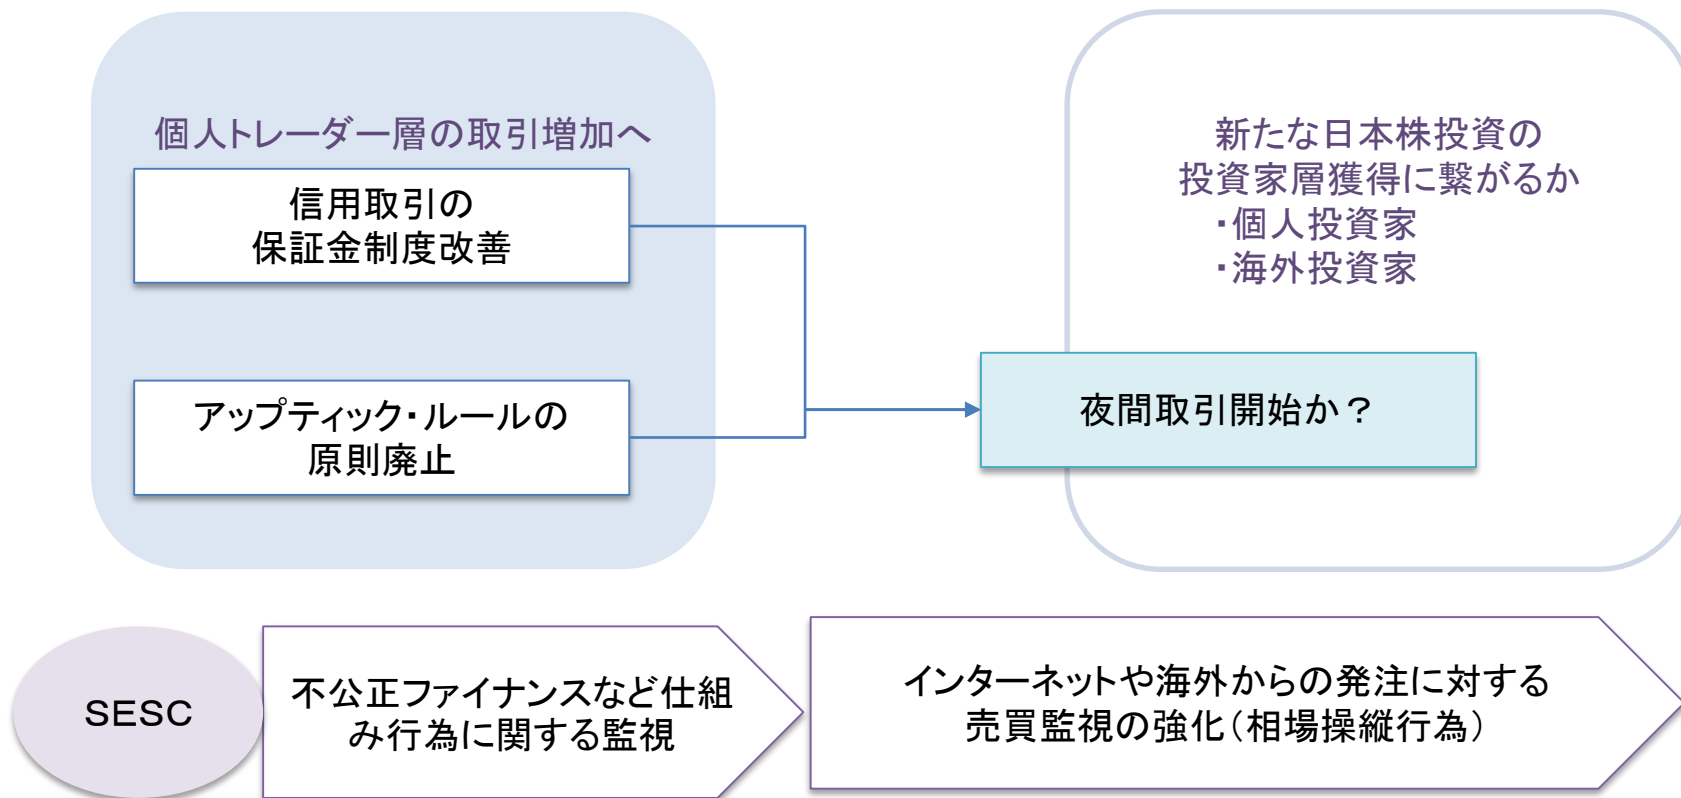 個人トレーダー層の取引増加へ
信用取引の
保証金制度改善
アップティック・ルールの
原則廃止
新たな日本株投資の
投資家層獲得に繋がるか
・個人投資家
・海外投資家
夜間取引開始か？
SESC
不公正ファイナンスなど仕組
み行為に関する監視
インターネットや海外からの発注に対する
売買監視の強化（相場操縦行為）